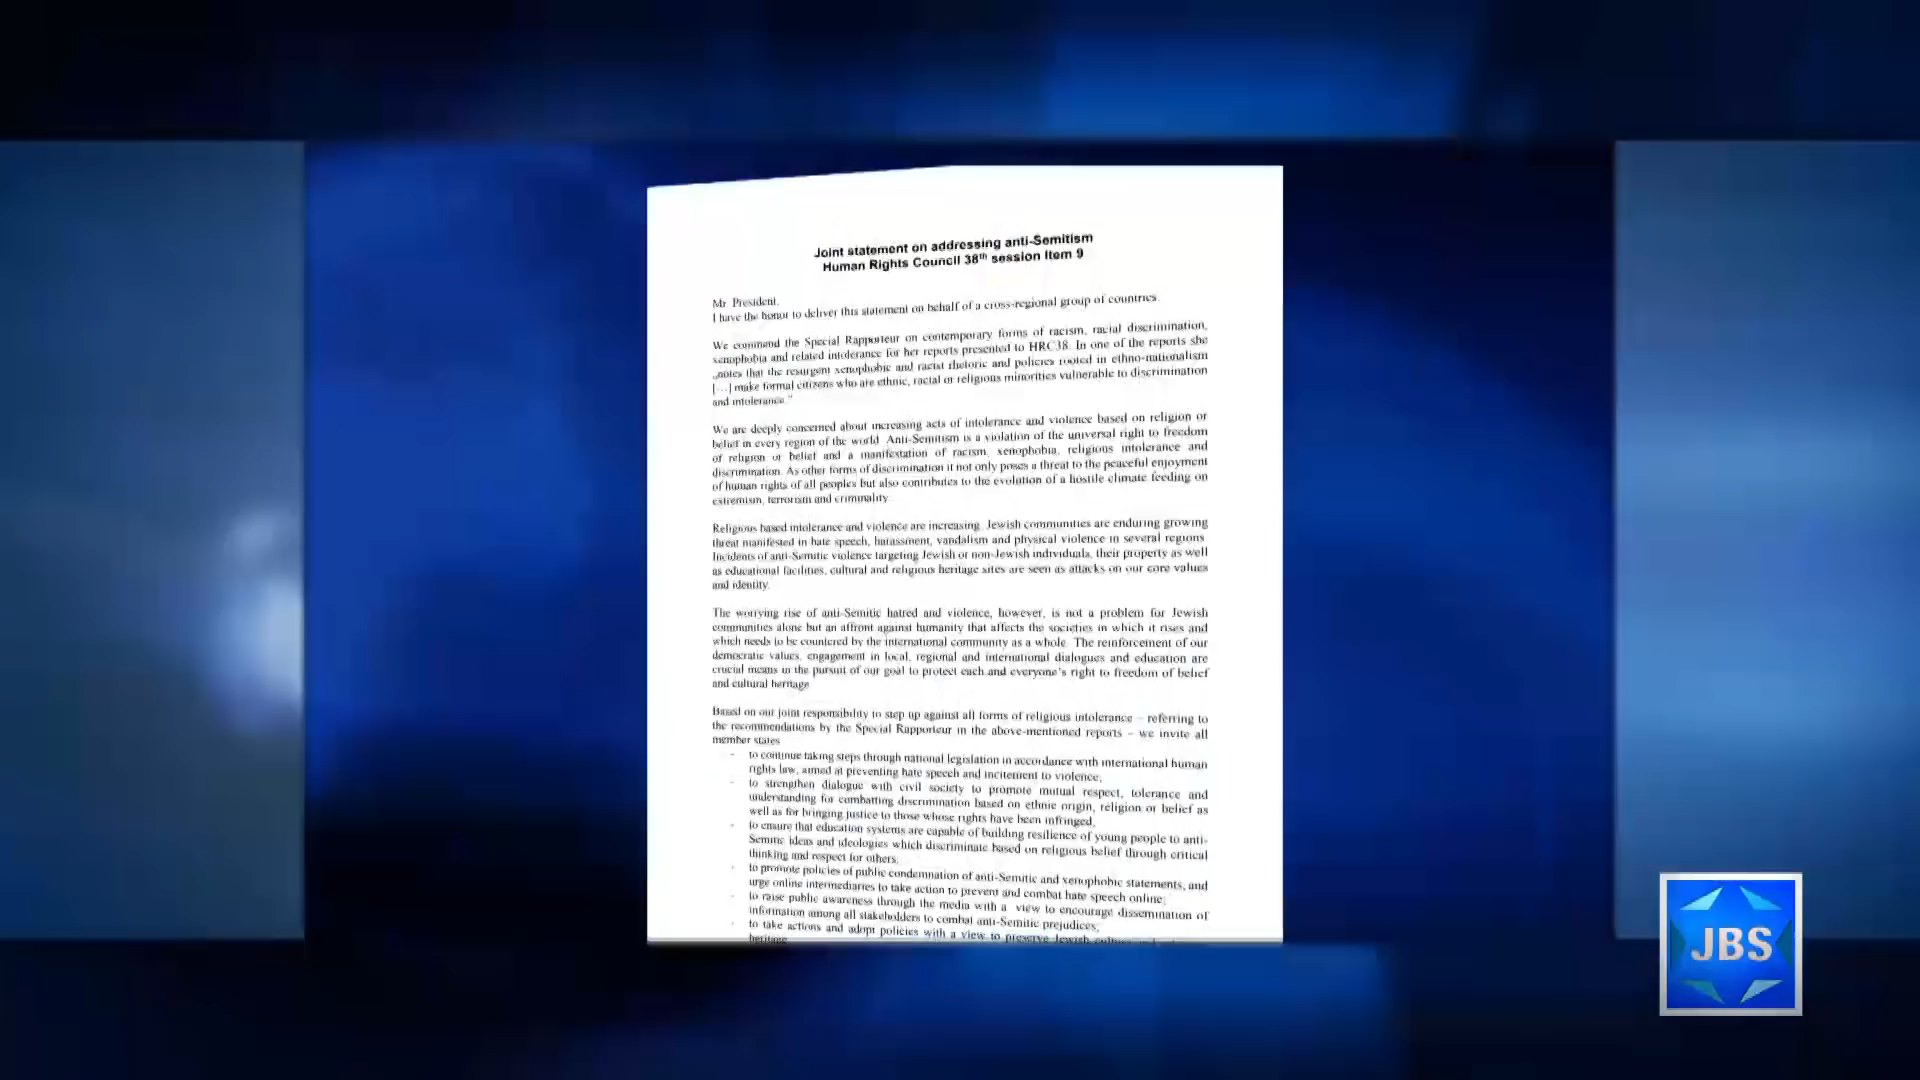 Joint statement on addressing anti-Semitism
Human Rights Council 38th session Item 9
Mr President.
I have the honor to deliver this statement on behalf of a cross-regional group of countries.
We commend the Special Rapporteur on contemporary forms of racism, racial discrimination,
xenophobia and related intolerance for her reports presented to HRC38. In one of the reports she
„notes that the resurgent xenophobic and racist rhetoric and policies rooted in ethno-nationalism
[…] make formal citizens who are ethnic, racial or religious minorities vulnerable to discrimination
and intolerance."
We are deeply concerned about increasing acts of intolerance and violence based on religion or
belief in every region of the world. Anti-Semitism is a violation of the universal right to freedom
of religion or belief and a manifestation of racism, xenophobia, religious intolerance and
discrimination. As other forms of discrimination it not only poses a threat to the peaceful enjoyment
of human rights of all peoples but also contributes to the evolution of a hostile climate feeding on
extremism, terrorism and criminality
Religious based intolerance and violence are increasing. Jewish communities are enduring growing
threat manifested in hate speech, harassment, vandalism and physical violence in several regions
Incidents of anti-Semitic violence targeting Jewish or non-Jewish individuals, their property as well
as educational facilities, cultural and religious heritage sites are seen as attacks on our core values
and identity.
The worrying rise of anti-Semitic hatred and violence, however, is not a problem for Jewish
communities alone but an affront against humanity that affects the societies in which it rises and
which needs to be countered by the international community as a whole. The reinforcement of our
democratic values, engagement in local, regional and international dialogues and education are
crucial means in the pursuit of our goal to protect each and everyone's right to freedom of belief
and cultural heritage
Based on our joint responsibility to step up against all forms of religious intolerance – referring to
the recommendations by the Special Rapporteur in the above-mentioned reports – we invite all
member states
- to continue taking steps through national legislation in accordance with international human
rights law, aimed at preventing hate speech and incitement to violence;
- to strengthen dialogue with civil society to promote mutual respect, tolerance and
understanding for combatting discrimination based on ethnic origin, religion or belief as
well as for bringing justice to those whose rights have been infringed,
- to ensure that education systems are capable of building resilience of young people to anti-
Semitic ideas and ideologies which discriminate based on religious belief through critical
thinking and respect for others.
- to promote policies of public condemnation of anti-Semitic and xenophobic statements, and
urge online intermediaries to take action to prevent and combat hate speech online;
- to raise public awareness through the media with a view to encourage dissemination of
information among all stakeholders to combat anti-Semitic prejudices;
- to take actions and adopt policies with a view to preserve Jewish
heritage
JBS